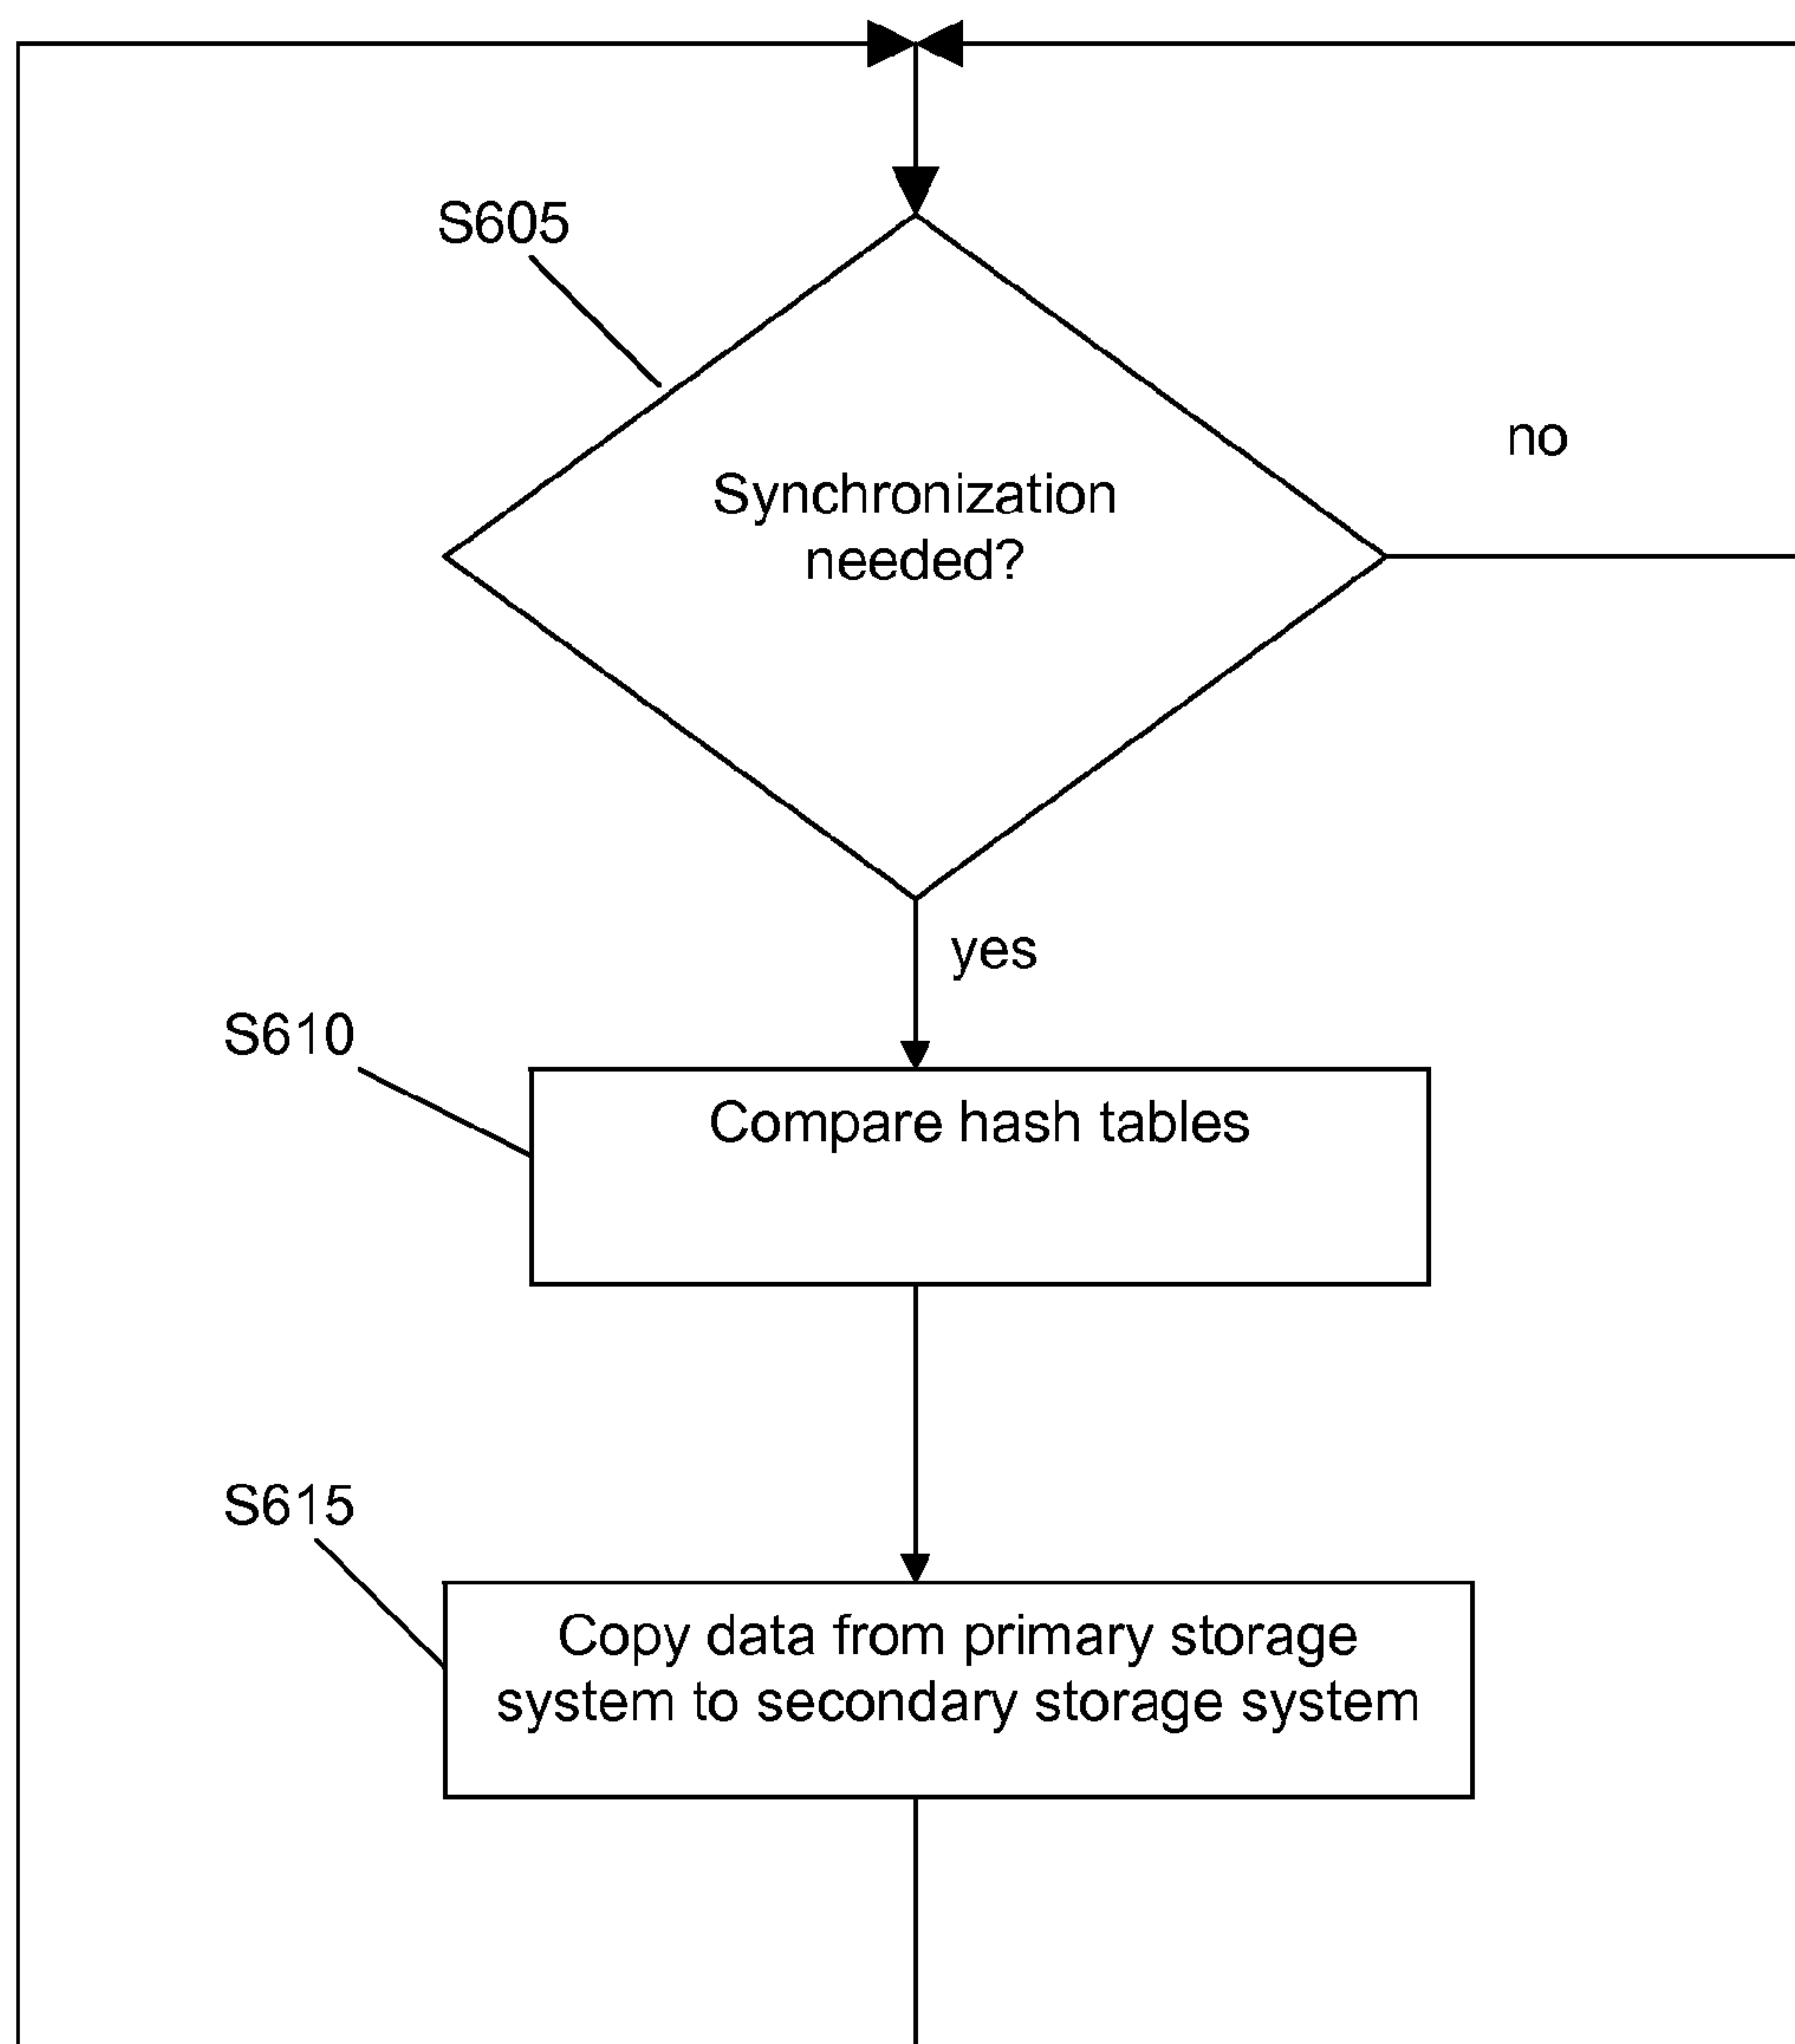 S605
Synchronization
needed?
no
yes
S610
Compare hash tables
S615
Copy data from primary storage
system to secondary storage system